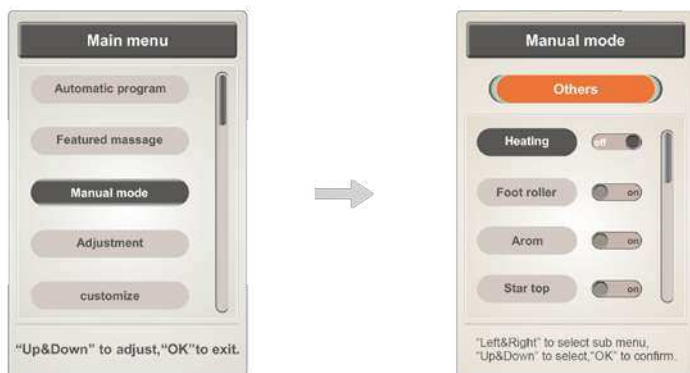 Main menu
Automatic program
Featured massage
Manual mode
Adjustment
customize
“Up&Down” to adjust,“OK”to exit.
Manual mode
Others
Heating off
Foot roller on
Arom on
Star top on
"Left&Right" to select sub menu,
"Up&Down" to select,"OK" to confirm.